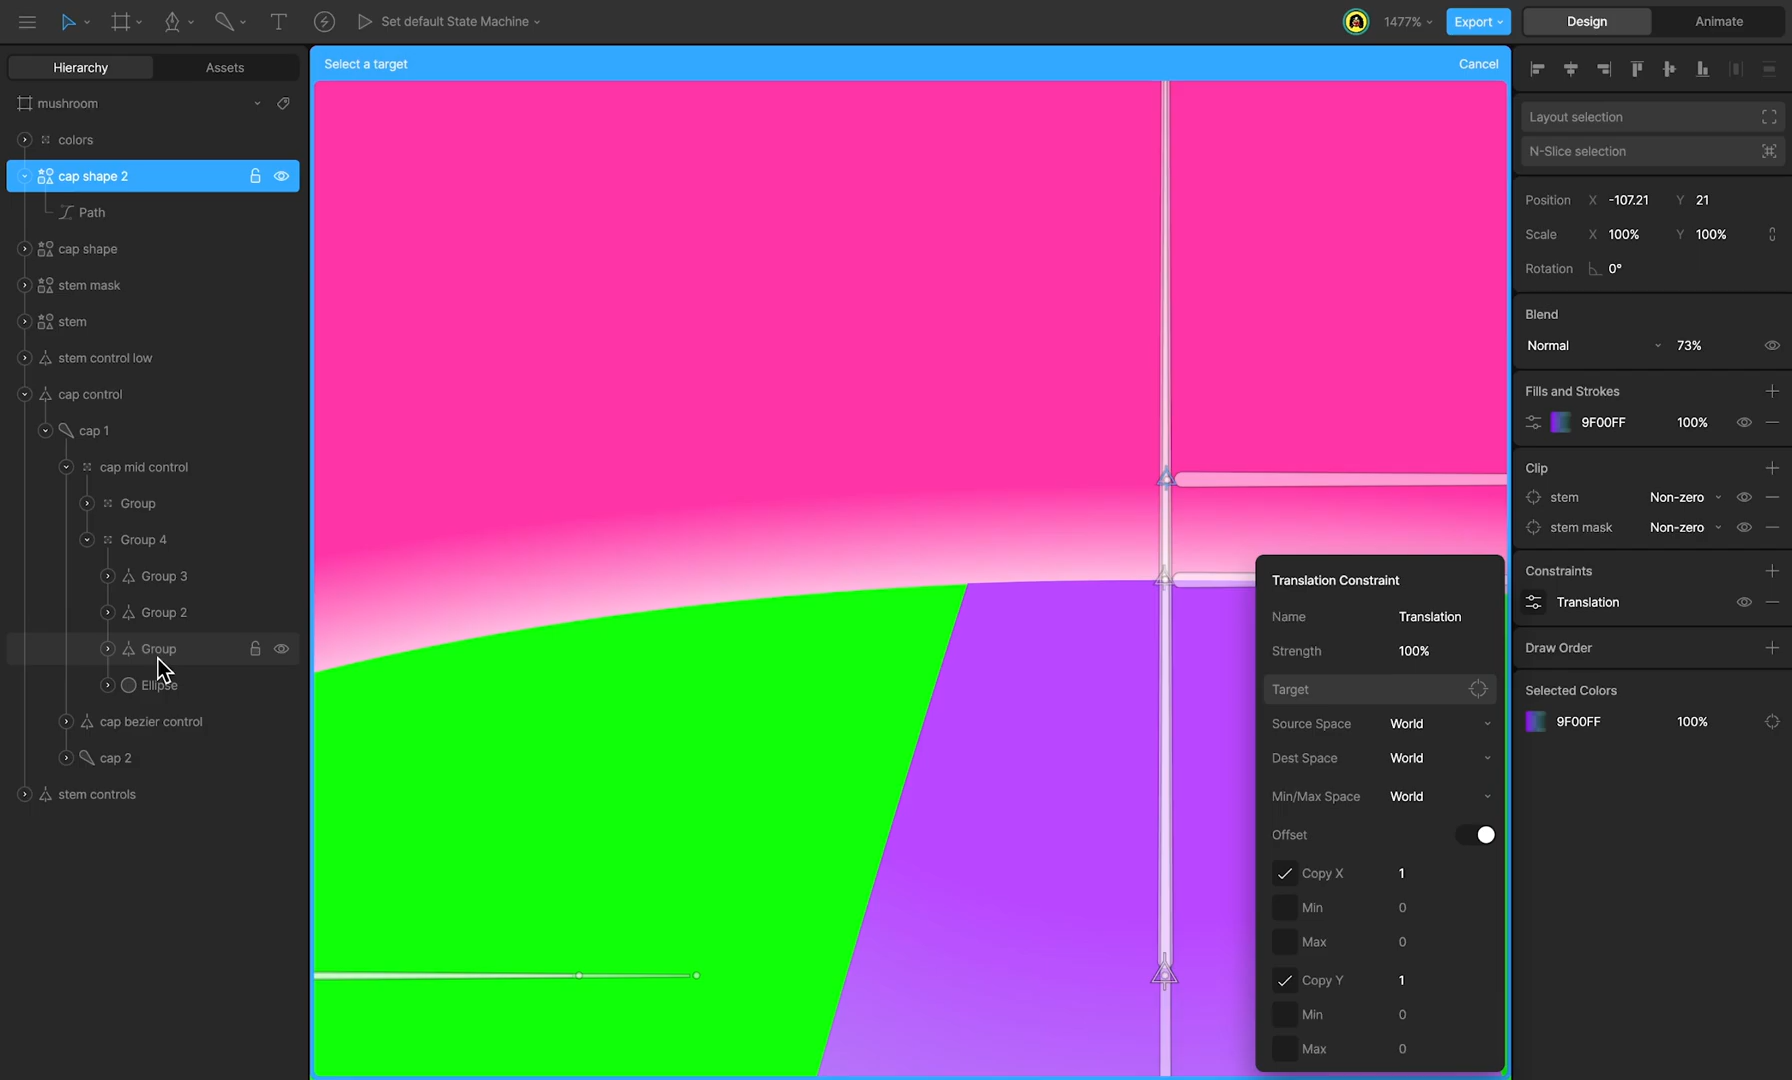 Set default State Machine
1477%
Export
Design
Animate
Hierarchy
Assets
mushroom
colors
cap shape 2
Path
cap shape
stem mask
stem
stem control low
cap control
cap 1
cap mid control
Group
Group 4
Group 3
Group 2
Group
Ellipse
cap bezier control
cap 2
stem controls
Select a target
Cancel
Translation Constraint
Name Translation
Strength 100%
Target
Source Space World
Dest Space World
Min/Max Space World
Offset
Copy X 1
Min 0
Max 0
Copy Y 1
Min 0
Max 0
Layout selection
N-Slice selection
Position X -107.21 Y 21
Scale X 100% Y 100%
Rotation 0°
Blend
Normal 73%
Fills and Strokes
9F00FF 100%
Clip
stem Non-zero
stem mask Non-zero
Constraints
Translation
Draw Order
Selected Colors
9F00FF 100%